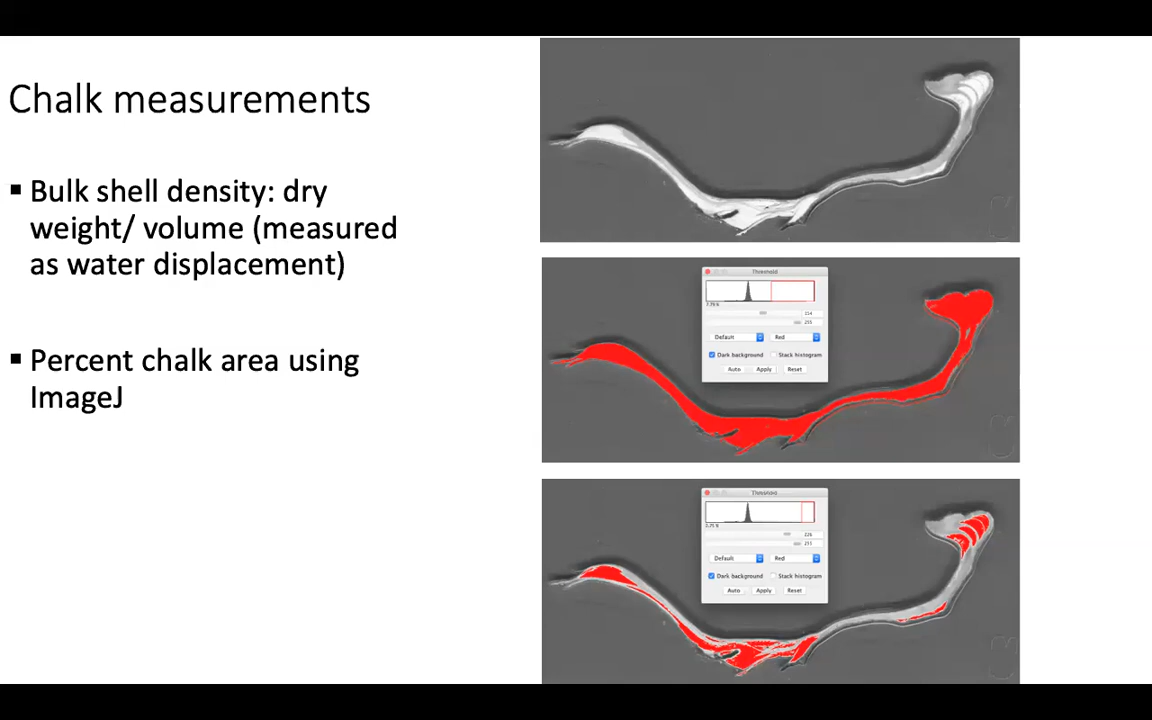 Chalk measurements
▪ Bulk shell density: dry
weight/ volume (measured
as water displacement)
▪ Percent chalk area using
ImageJ
Threshold
Default
Red
Dark background
Stack histogram
Auto
Apply
Reset
Threshold
Default
Red
Dark background
Stack histogram
Auto
Apply
Reset